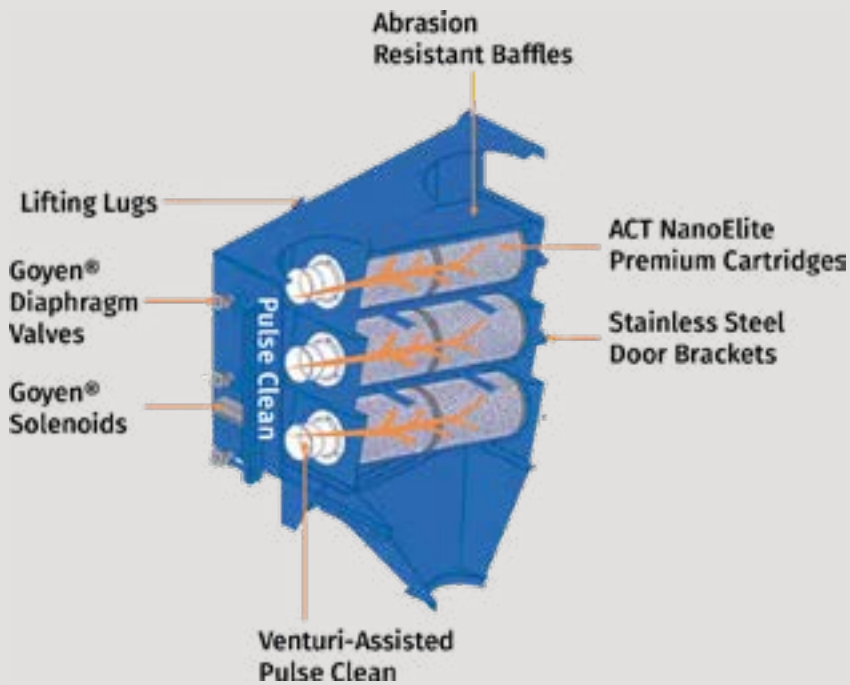 Abrasion
Resistant Baffles
Lifting Lugs
ACT NanoElite
Premium Cartridges
Goyen®
Diaphragm
Valves
Pulse Clean
Stainless Steel
Door Brackets
Goyen®
Solenoids
Venturi-Assisted
Pulse Clean